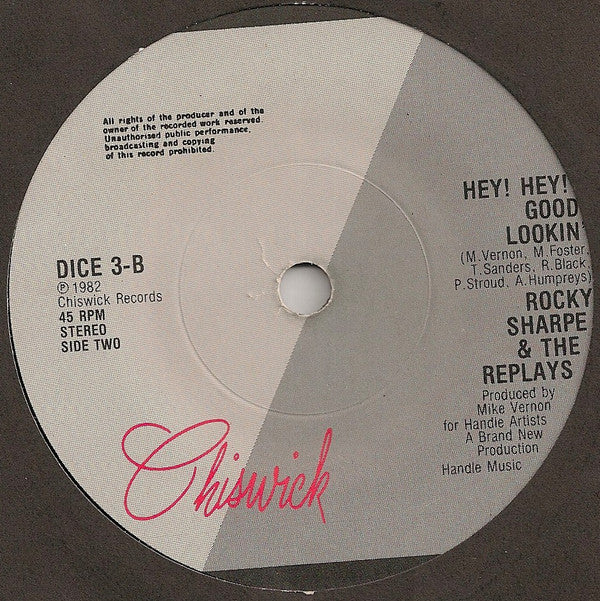 All rights of the producer and of the
owner of the recorded work reserved.
Unauthorised public performance,
broadcasting and copying
of this record prohibited.
DICE 3-B
℗ 1982
Chiswick Records
45 RPM
STEREO
SIDE TWO
HEY! HEY!
GOOD
LOOKIN'
(M.Vernon, M.Foster,
T.Sanders, R.Black,
P.Stroud, A.Humpreys)
ROCKY
SHARPE
& THE
REPLAYS
Produced by
Mike Vernon
for Handle Artists
A Brand New
Production
Handle Music
Chiswick